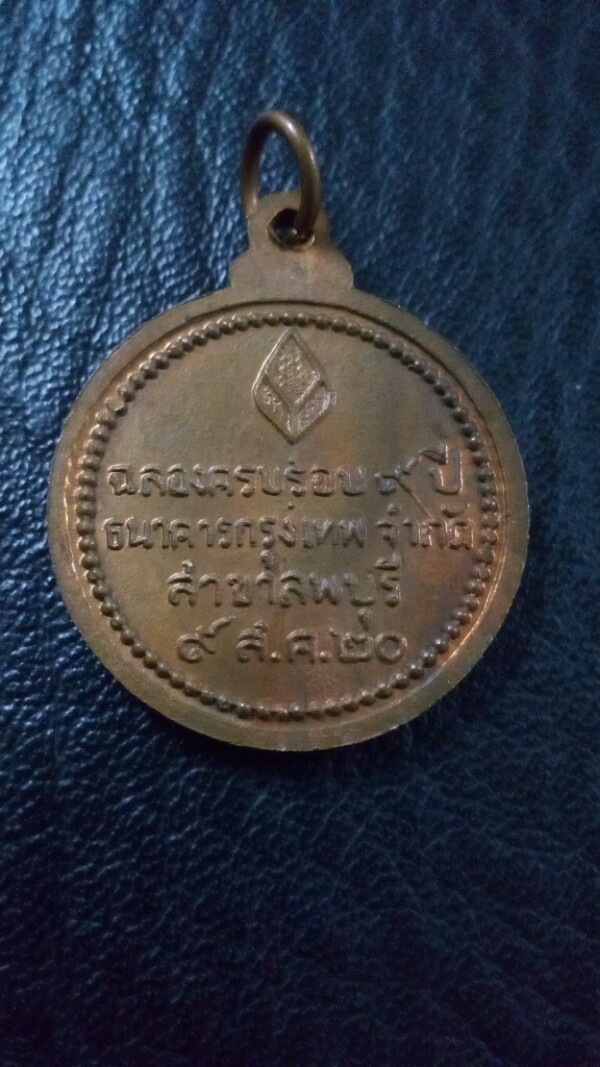 ฉลองครบรอบ ๙ ปี
ธนาคารกรุงเทพ จำกัด
สาขาลพบุรี
๙ ส.ค.๒๐